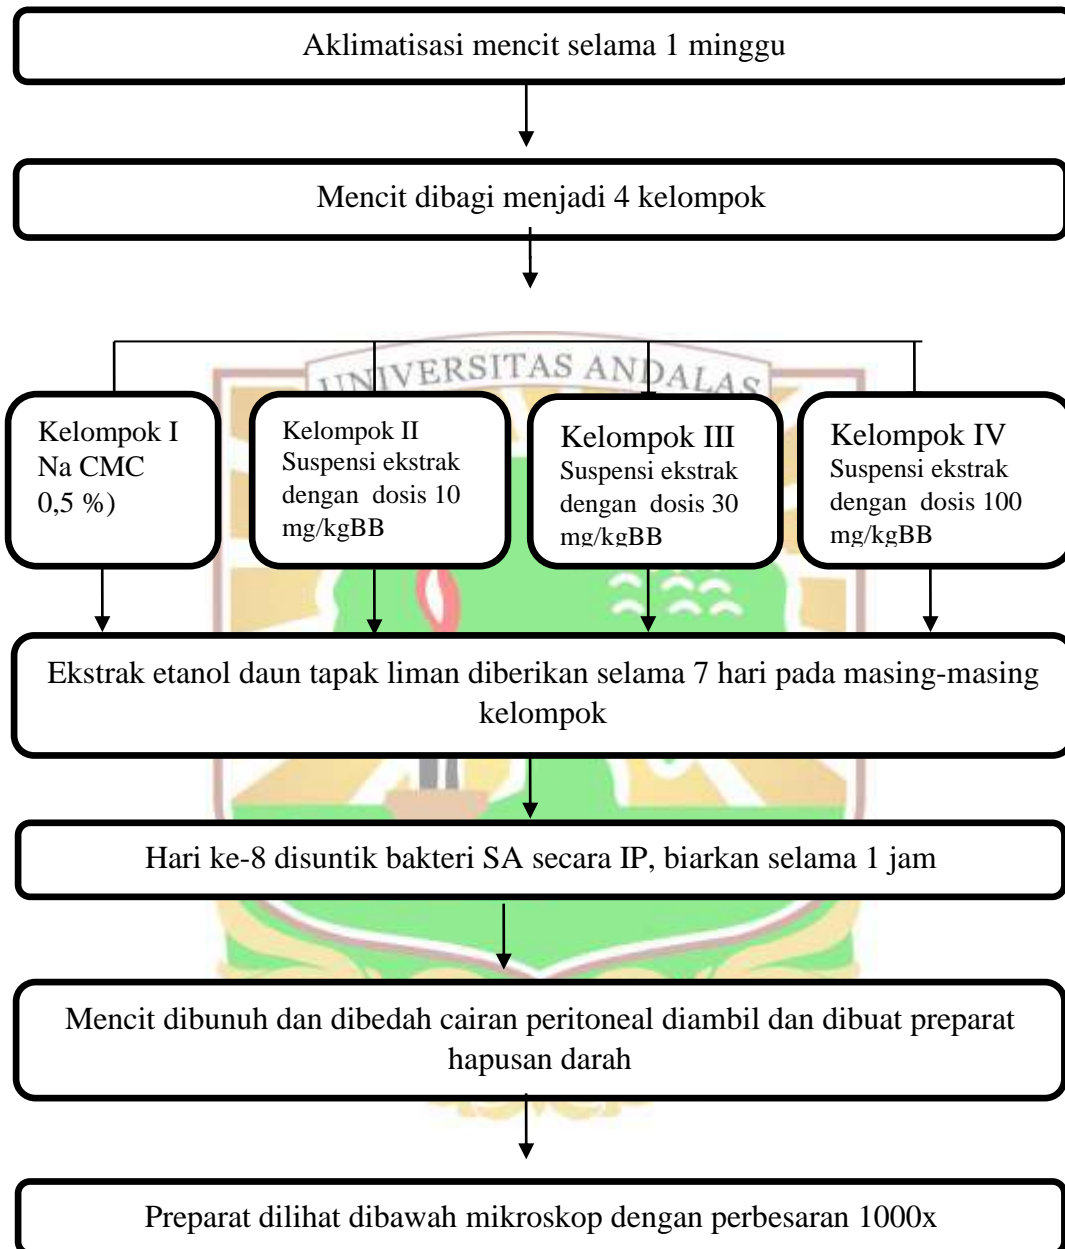 Aklimatisasi mencit selama 1 minggu
Mencit dibagi menjadi 4 kelompok
UNIVERSITAS ANDALAS
Kelompok I
Na CMC
0,5 %)
Kelompok II
Suspensi ekstrak
dengan dosis 10
mg/kgBB
Kelompok III
Suspensi ekstrak
dengan dosis 30
mg/kgBB
Kelompok IV
Suspensi ekstrak
dengan dosis 100
mg/kgBB
Ekstrak etanol daun tapak liman diberikan selama 7 hari pada masing-masing
kelompok
Hari ke-8 disuntik bakteri SA secara IP, biarkan selama 1 jam
Mencit dibunuh dan dibedah cairan peritoneal diambil dan dibuat preparat
hapusan darah
Preparat dilihat dibawah mikroskop dengan perbesaran 1000x